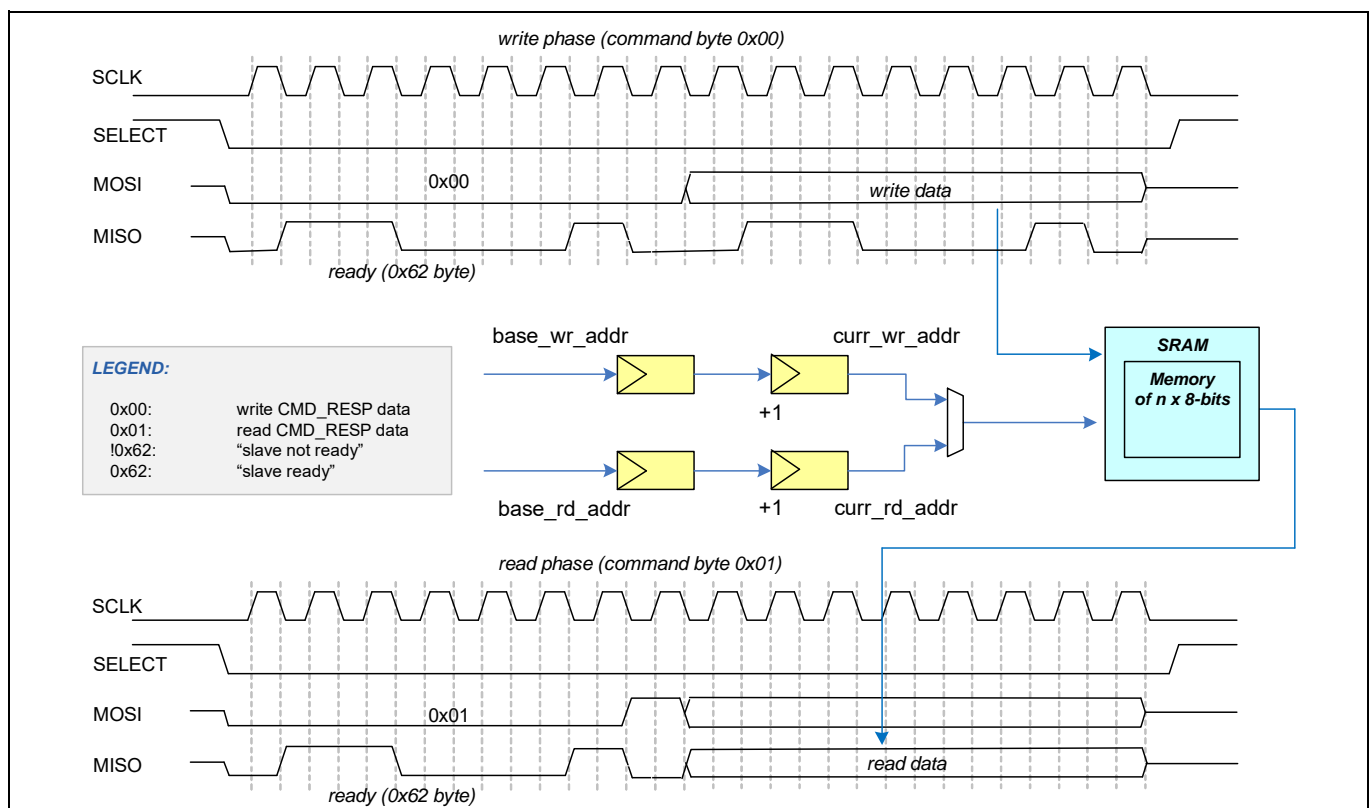 write phase (command byte 0x00)
SCLK
SELECT
MOSI
0x00
write data
MISO
ready (0x62 byte)
base_wr_addr
curr_wr_addr
+1
LEGEND:
0x00: write CMD_RESP data
0x01: read CMD_RESP data
!0x62: “slave not ready”
0x62: “slave ready”
SRAM
Memory
of n x 8-bits
base_rd_addr
+1
curr_rd_addr
read phase (command byte 0x01)
SCLK
SELECT
MOSI
0x01
MISO
read data
ready (0x62 byte)